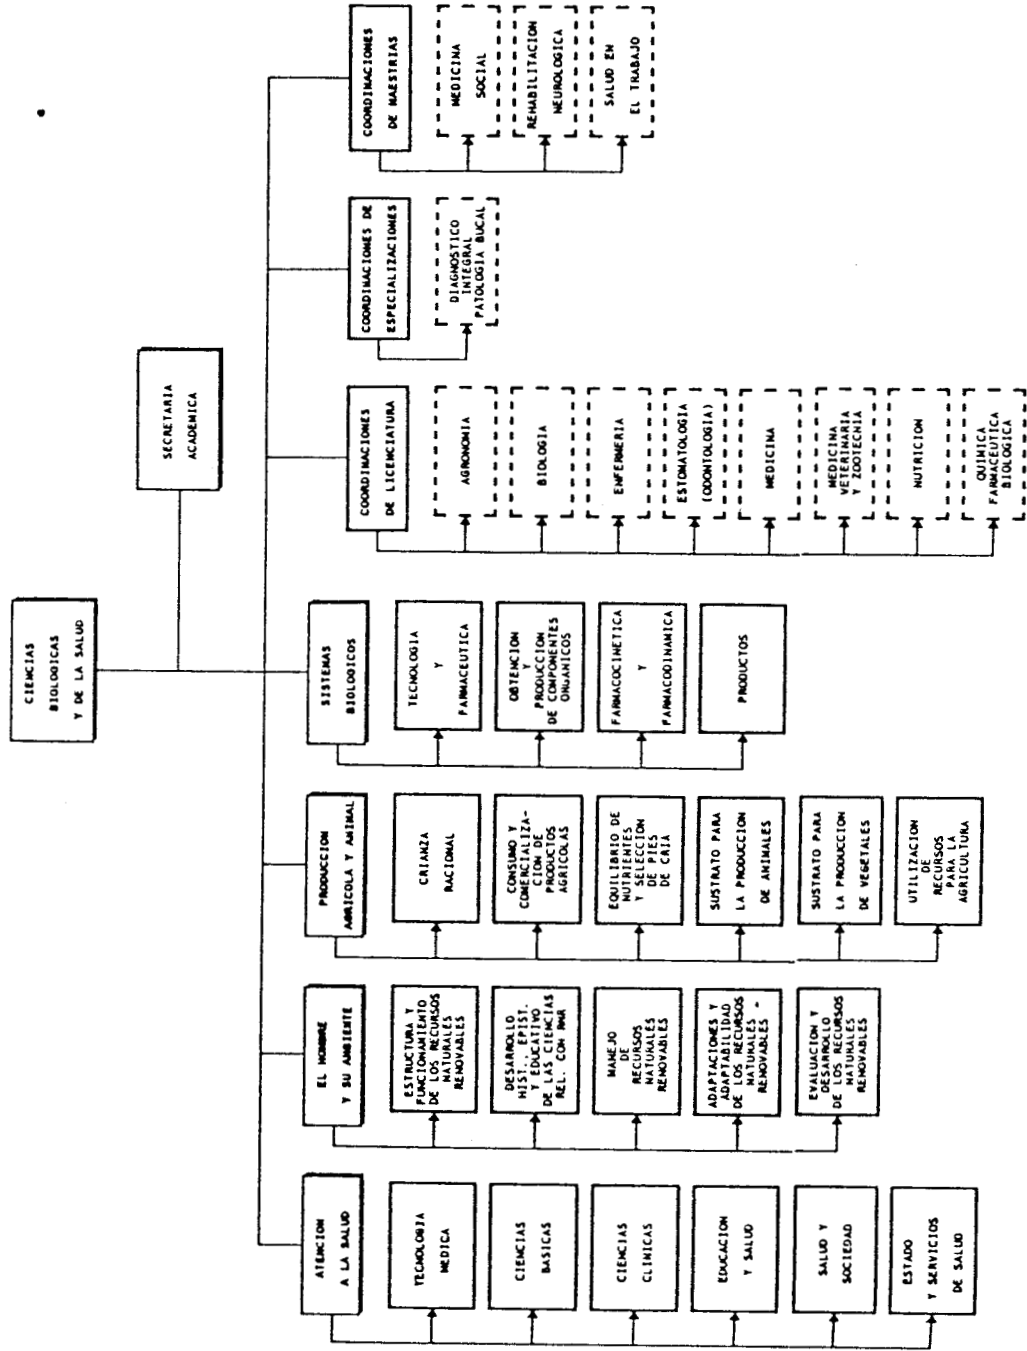 CIENCIAS
BIOLOGICAS
Y DE LA SALUD
SECRETARIA
ACADEMICA
ATENCION
A LA SALUD
TECNOLOGIA
MEDICA
CIENCIAS
BASICAS
CIENCIAS
CLINICAS
EDUCACION
Y SALUD
SALUD Y
SOCIEDAD
ESTADO
Y SERVICIOS
DE SALUD
EL HOMBRE
Y SU AMBIENTE
ESTRUCTURA Y
FUNCIONAMIENTO
DE LOS RECURSOS
NATURALES
RENOVABLES
DESARROLLO
HIST., EPIST.
Y EDUCATIVO
DE LAS CIENCIAS
REL. CON RNR
MANEJO
DE
RECURSOS
NATURALES
RENOVABLES
ADAPTACIONES Y
ADAPTABILIDAD
DE LOS RECURSOS
NATURALES -
RENOVABLES
EVALUACION Y
DESARROLLO
DE LOS RECURSOS
NATURALES
RENOVABLES
PRODUCCION
AGRICOLA Y ANIMAL
CRIANZA
RACIONAL
CONSUMO Y
COMERCIALIZA-
CION DE
PRODUCTOS
AGRICOLAS
EQUILIBRIO DE
NUTRIENTES
Y SELECCION
DE PIES
DE CRIA
SUSTRATO PARA
LA PRODUCCION
DE ANIMALES
SUSTRATO PARA
LA PRODUCCION
DE VEGETALES
UTILIZACION
DE
RECURSOS
PARA LA
AGRICULTURA
SISTEMAS
BIOLOGICOS
TECNOLOGIA
Y
FARMACEUTICA
OBTENCION
Y
PRODUCCION
DE COMPONENTES
ORGANICOS
FARMACOCINETICA
Y
FARMACODINAMICA
PRODUCTOS
COORDINACIONES
DE LICENCIATURA
AGRONOMIA
BIOLOGIA
ENFERMERIA
ESTOMATOLOGIA
(ODONTOLOGIA)
MEDICINA
MEDICINA
VETERINARIA
Y ZOOTECNIA
NUTRICION
QUIMICA
FARMACEUTICA
BIOLOGICA
COORDINACIONES DE
ESPECIALIZACIONES
DIAGNOSTICO
INTEGRAL
PATOLOGIA BUCAL
COORDINACIONES
DE MAESTRIAS
MEDICINA
SOCIAL
REHABILITACION
NEUROLOGICA
SALUD EN
EL TRABAJO